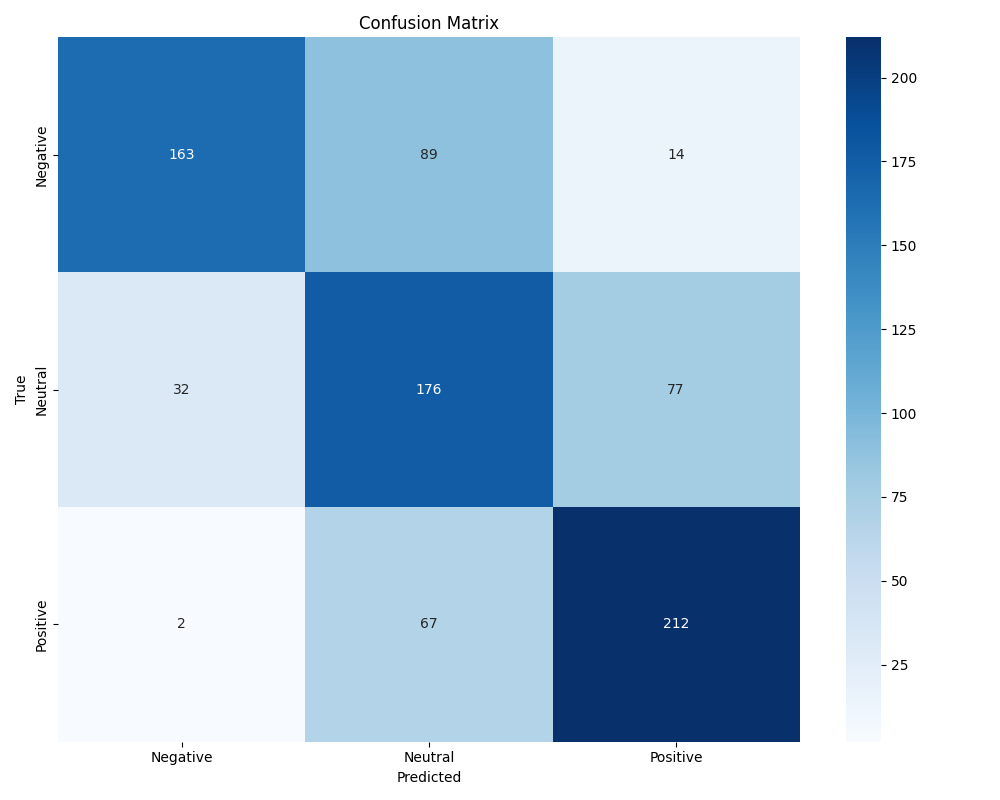 Confusion Matrix
Negative
163
89
14
200
175
150
125
100
75
50
25
True
Neutral
32
176
77
Positive
2
67
212
Negative
Neutral
Positive
Predicted